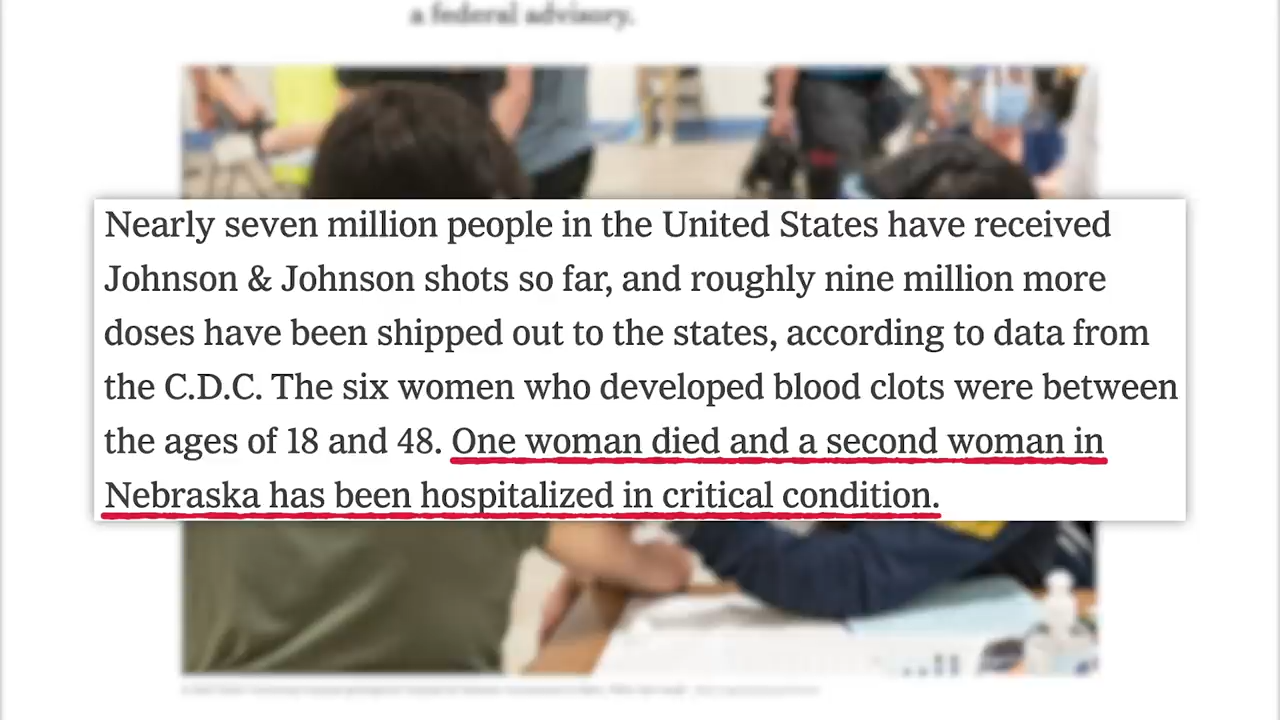 a federal advisory.
Nearly seven million people in the United States have received
Johnson & Johnson shots so far, and roughly nine million more
doses have been shipped out to the states, according to data from
the C.D.C. The six women who developed blood clots were between
the ages of 18 and 48. One woman died and a second woman in
Nebraska has been hospitalized in critical condition.